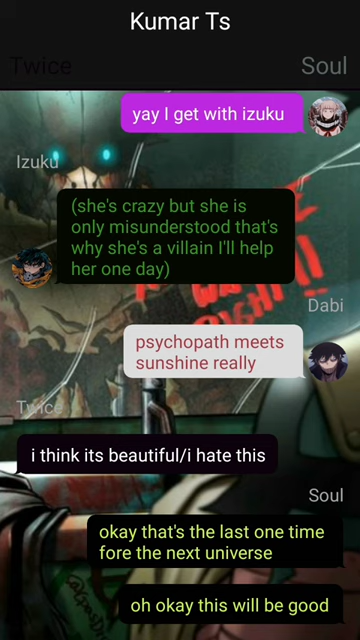 Kumar Ts
Twice
Soul
yay I get with izuku
Izuku
(she's crazy but she is
only misunderstood that's
why she's a villain I'll help
her one day)
Dabi
psychopath meets
sunshine really
Twice
i think its beautiful/i hate this
Soul
okay that's the last one time
fore the next universe
oh okay this will be good